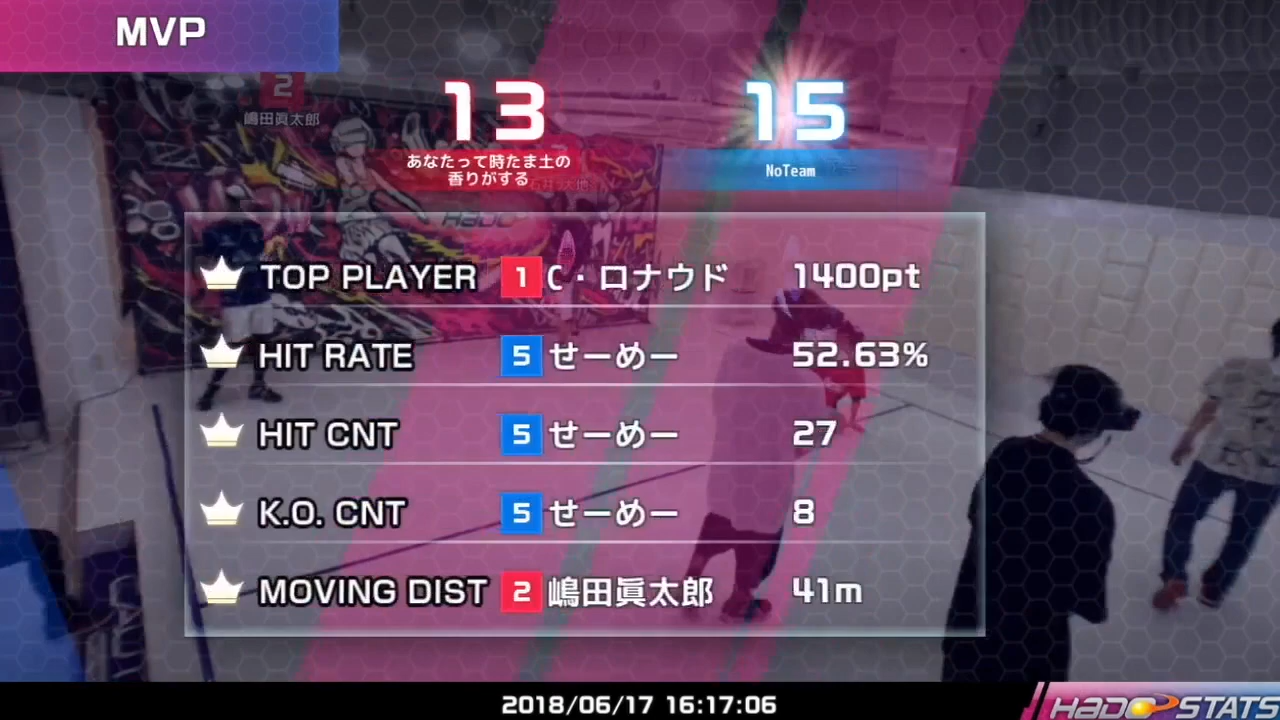 MVP
2
嶋田眞太郎
13
15
あなたって時たま土の
香りがする
NoTeam
HADO
TOP PLAYER 1 C・ロナウド 1400pt
HIT RATE 5 せーめー 52.63%
HIT CNT 5 せーめー 27
K.O. CNT 5 せーめー 8
MOVING DIST 2 嶋田眞太郎 41m
2018/06/17 16:17:06
HADO STATS